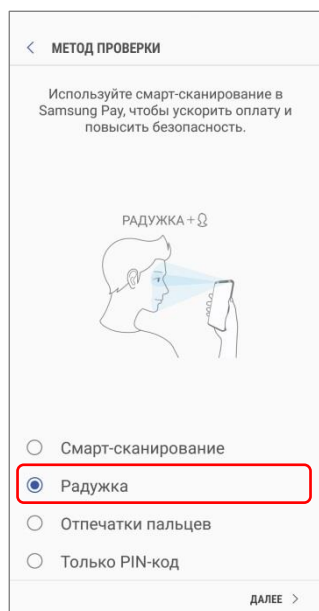 МЕТОД ПРОВЕРКИ
Используйте смарт-сканирование в
Samsung Pay, чтобы ускорить оплату и
повысить безопасность.
РАДУЖКА +
Смарт-сканирование
Радужка
Отпечатки пальцев
Только PIN-код
ДАЛЕЕ >